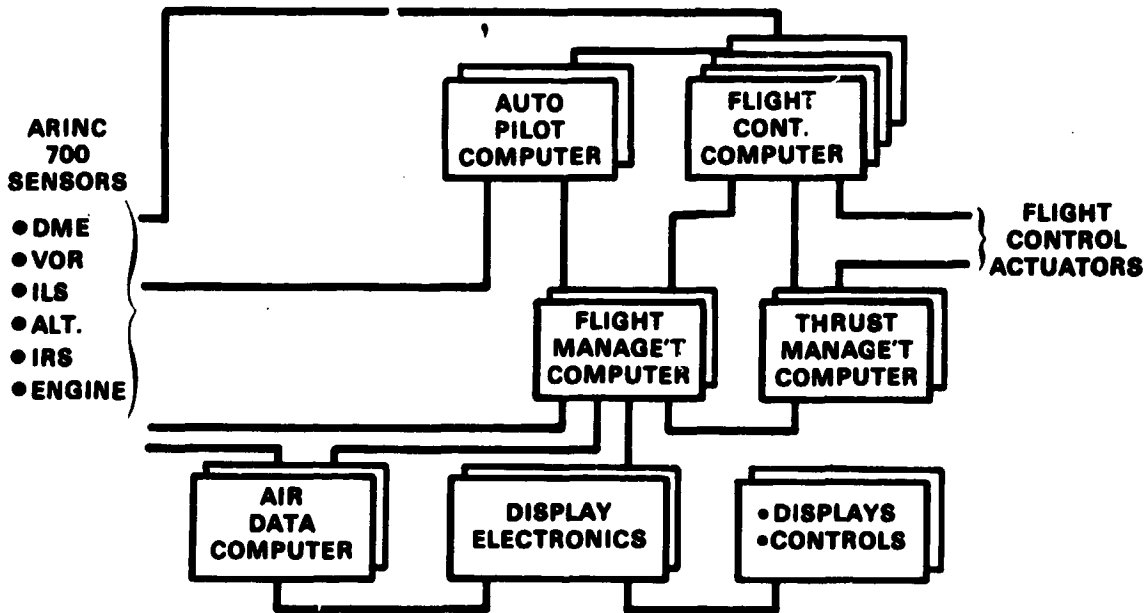 AUTO
PILOT
COMPUTER
FLIGHT
CONT.
COMPUTER
ARINC
700
SENSORS
• DME
• VOR
• ILS
• ALT.
• IRS
• ENGINE
FLIGHT
CONTROL
ACTUATORS
FLIGHT
MANAGE'T
COMPUTER
THRUST
MANAGE'T
COMPUTER
AIR
DATA
COMPUTER
DISPLAY
ELECTRONICS
• DISPLAYS
• CONTROLS